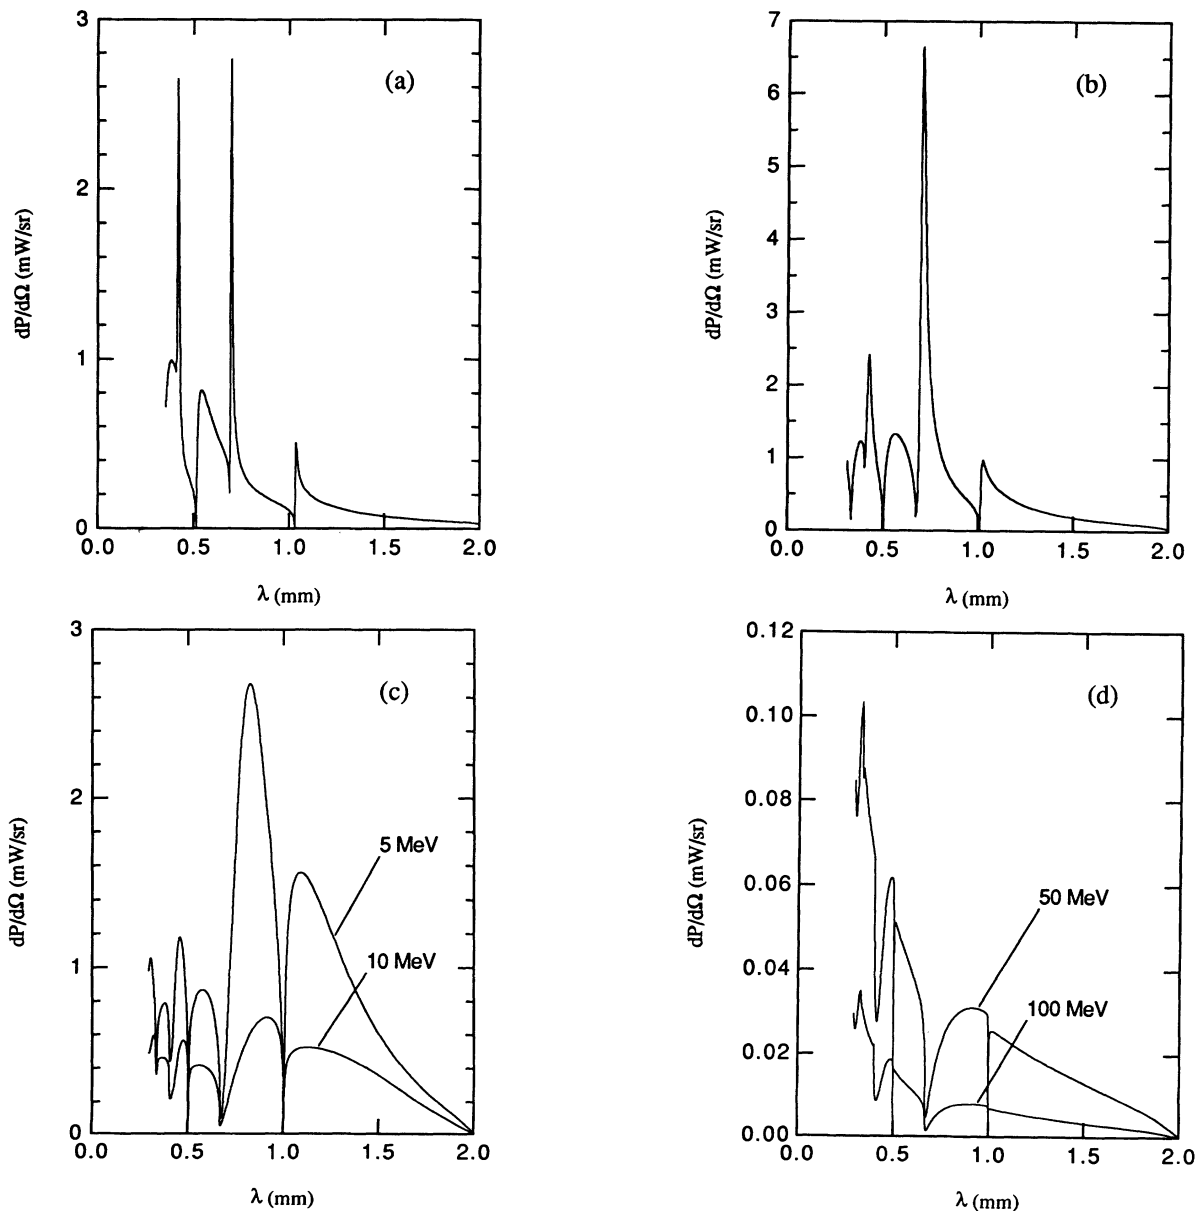 3
2
1
0
0.0
0.5
1.0
1.5
2.0
dP/dΩ (mW/sr)
λ (mm)
(a)
7
6
5
4
3
2
1
0
0.0
0.5
1.0
1.5
2.0
dP/dΩ (mW/sr)
λ (mm)
(b)
3
2
1
0
0.0
0.5
1.0
1.5
2.0
dP/dΩ (mW/sr)
λ (mm)
(c)
5 MeV
10 MeV
0.12
0.10
0.08
0.06
0.04
0.02
0.00
0.0
0.5
1.0
1.5
2.0
dP/dΩ (mW/sr)
λ (mm)
(d)
50 MeV
100 MeV